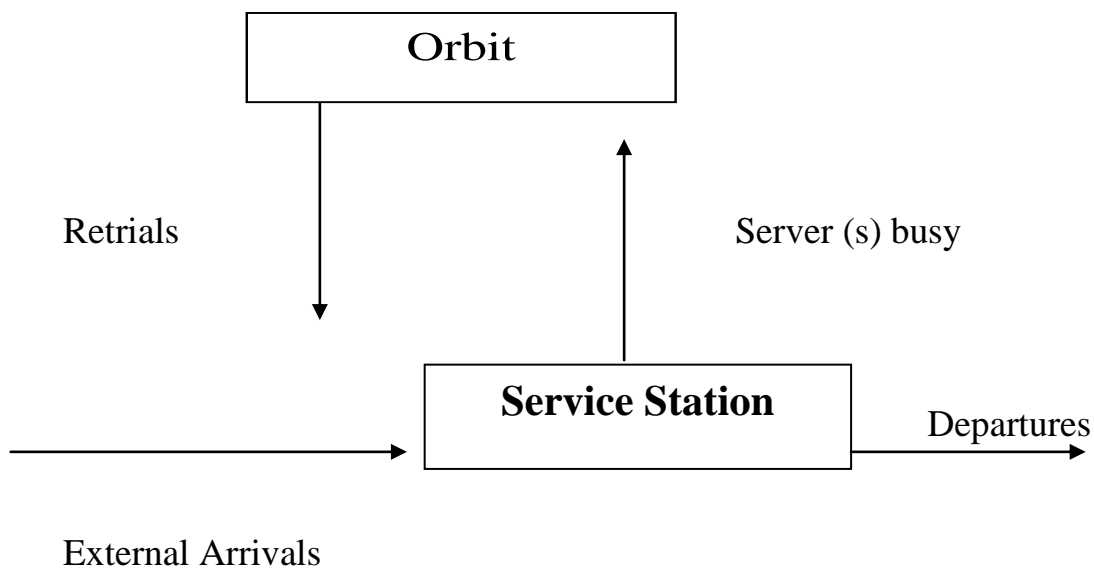 Orbit
Retrials
Server (s) busy
Service Station
Departures
External Arrivals